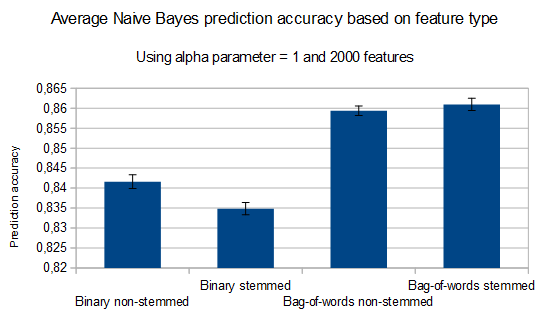 Average Naive Bayes prediction accuracy based on feature type
Using alpha parameter = 1 and 2000 features
Prediction accuracy
0,865
0,86
0,855
0,85
0,845
0,84
0,835
0,83
0,825
0,82
Binary non-stemmed
Binary stemmed
Bag-of-words non-stemmed
Bag-of-words stemmed